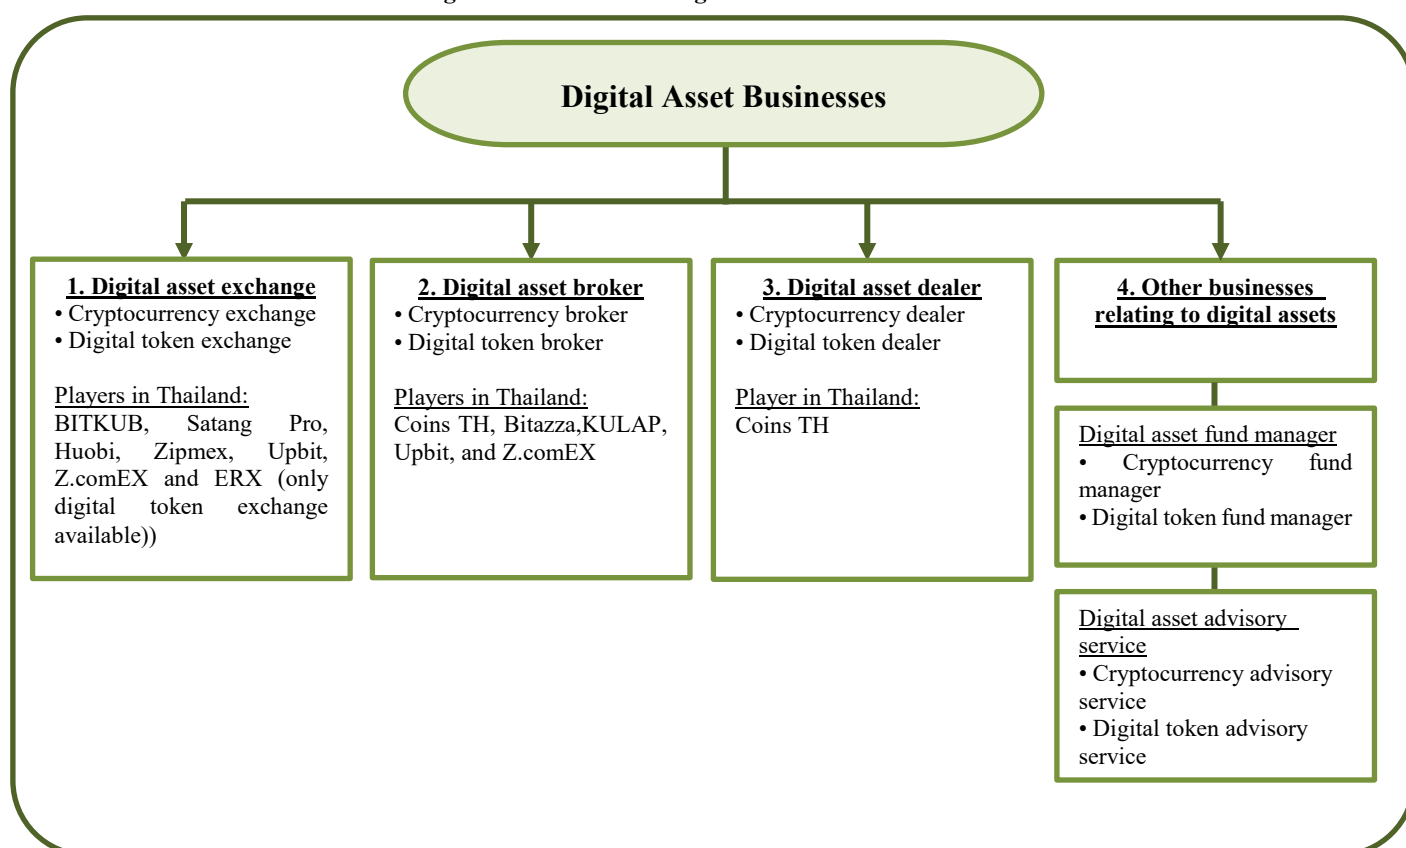 Digital Asset Businesses
1. Digital asset exchange
• Cryptocurrency exchange
• Digital token exchange
Players in Thailand:
BITKUB, Satang Pro,
Huobi, Zipmex, Upbit,
Z.comEX and ERX (only
digital token exchange
available))
2. Digital asset broker
• Cryptocurrency broker
• Digital token broker
Players in Thailand:
Coins TH, Bitazza,KULAP,
Upbit, and Z.comEX
3. Digital asset dealer
• Cryptocurrency dealer
• Digital token dealer
Player in Thailand:
Coins TH
4. Other businesses
relating to digital assets
Digital asset fund manager
• Cryptocurrency fund
manager
• Digital token fund manager
Digital asset advisory
service
• Cryptocurrency advisory
service
• Digital token advisory
service